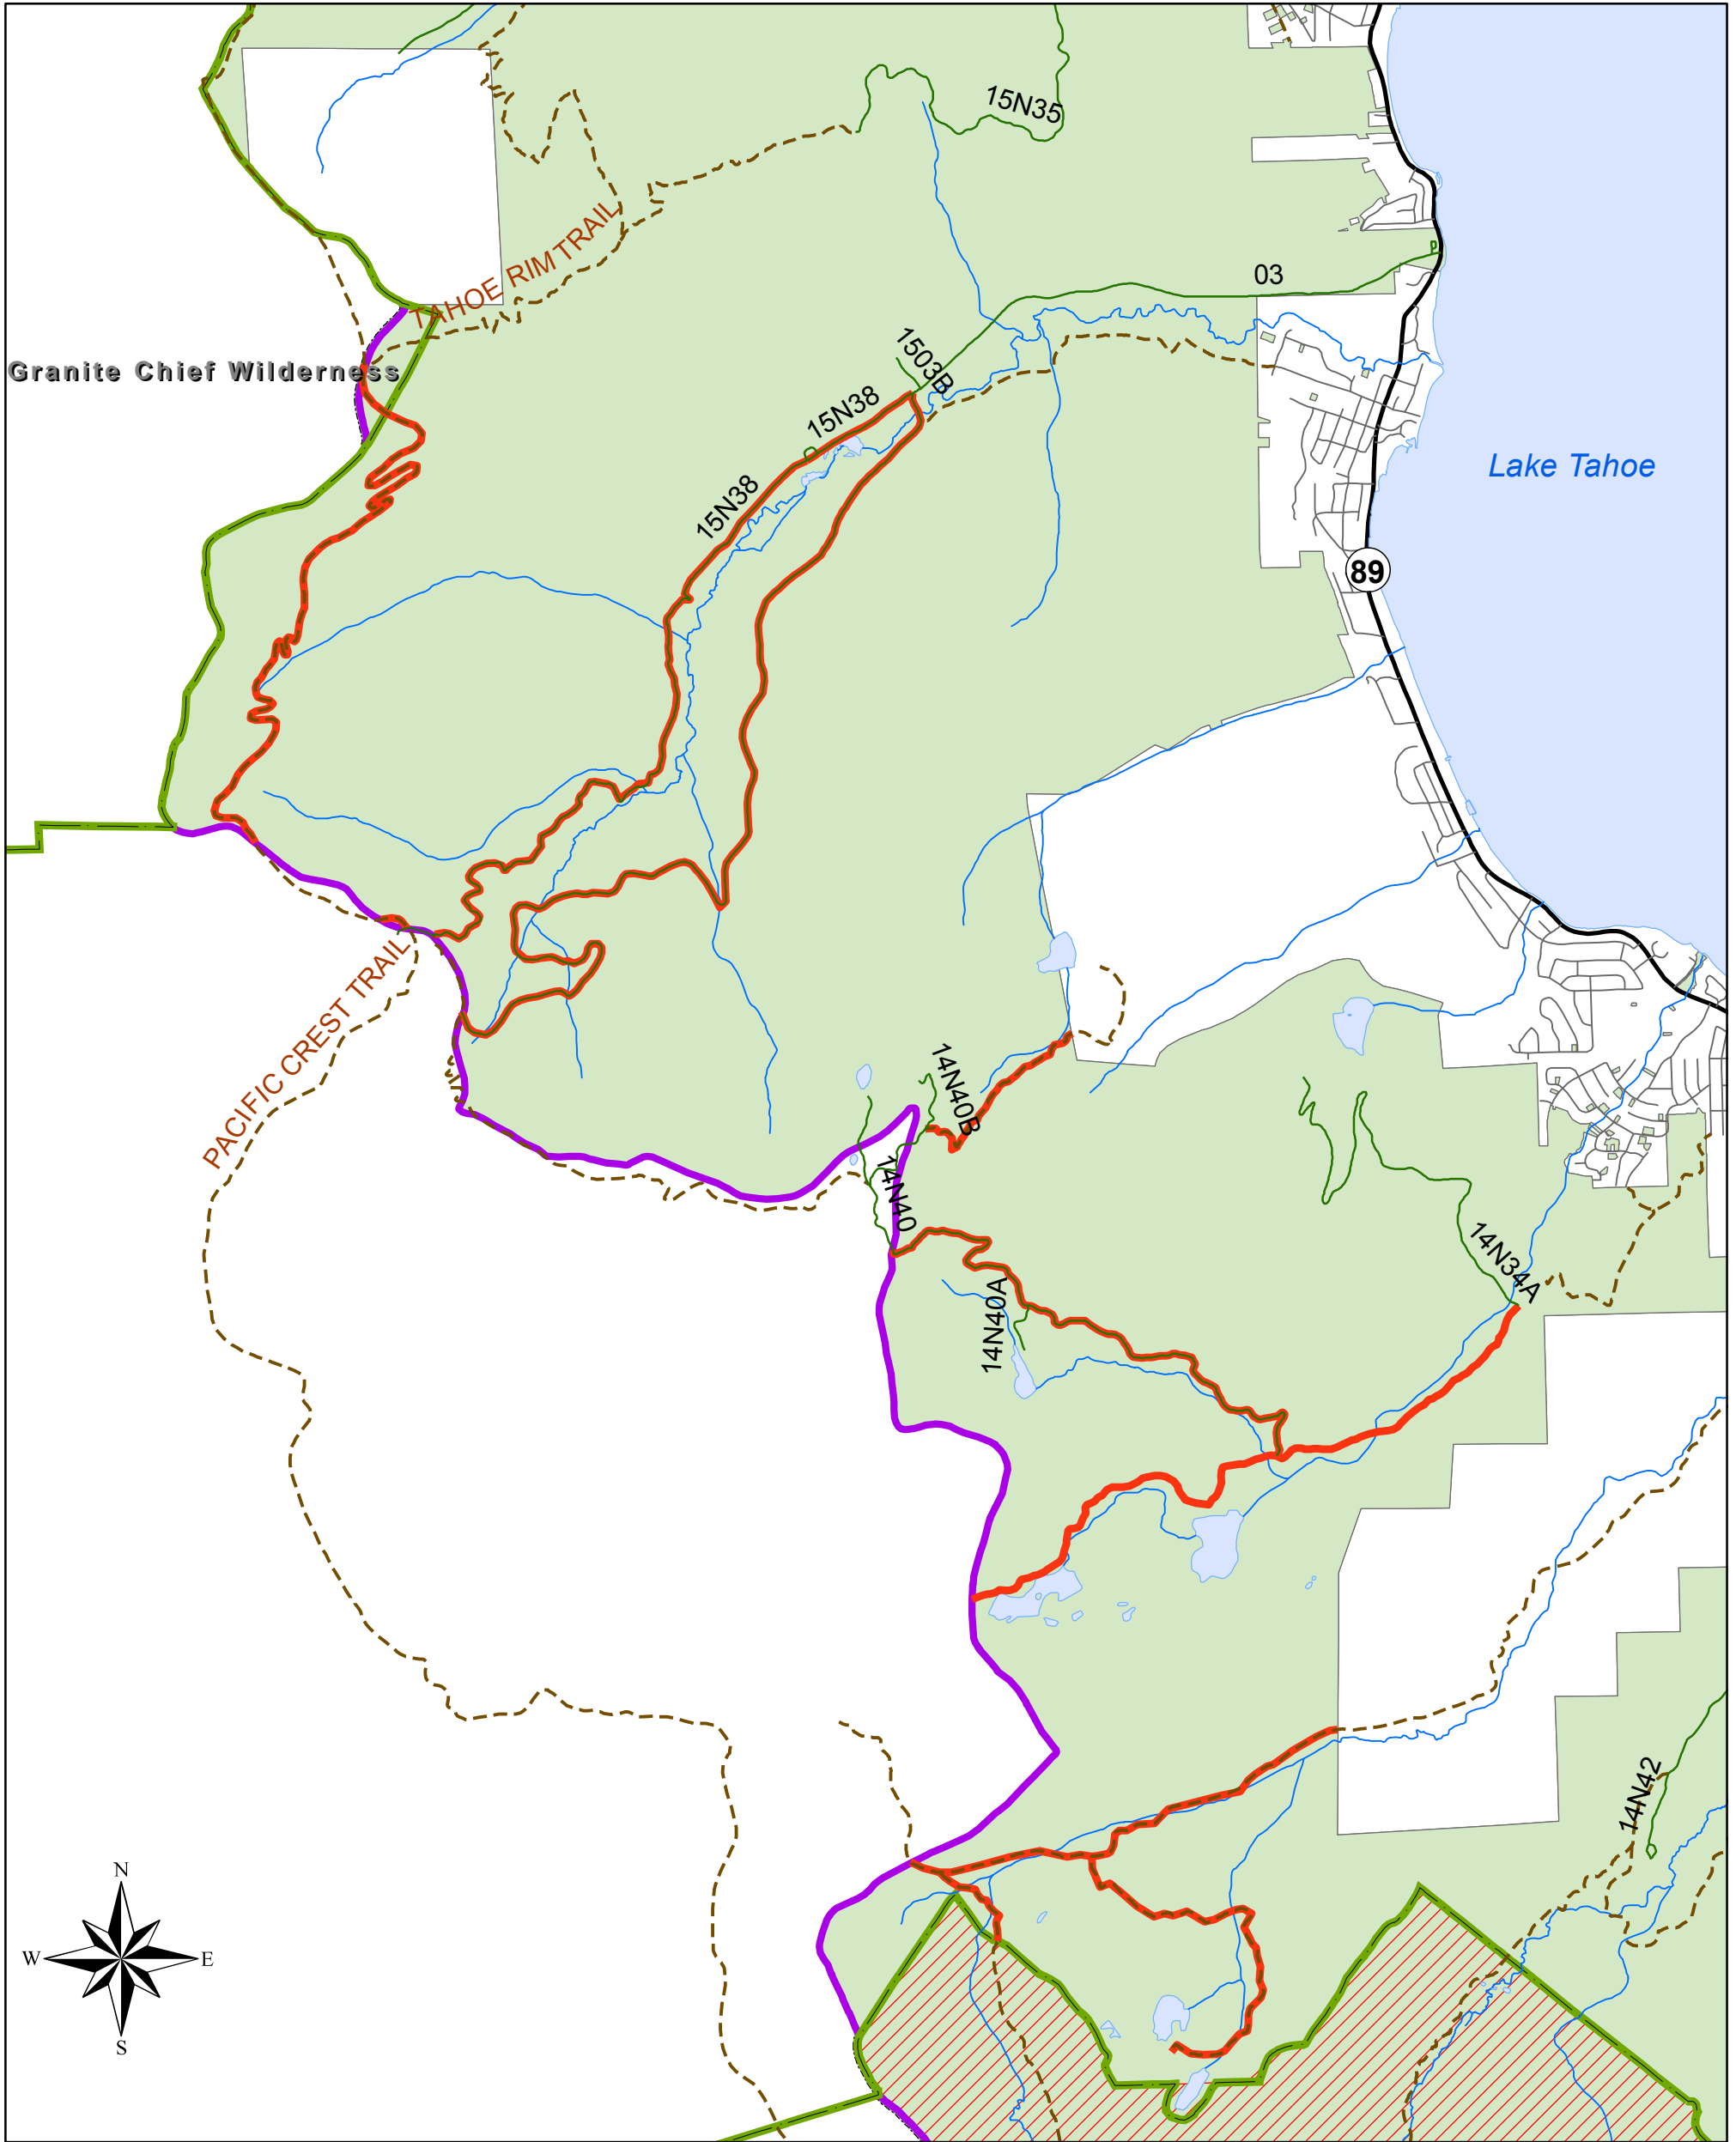 15N35
TAHOE RIM TRAIL
03
Granite Chief Wilderness
1503B
15N38
Lake Tahoe
15N38
89
PACIFIC CREST TRAIL
14N40B
14N40
14N34A
14N40A
14N42
N
W
E
S